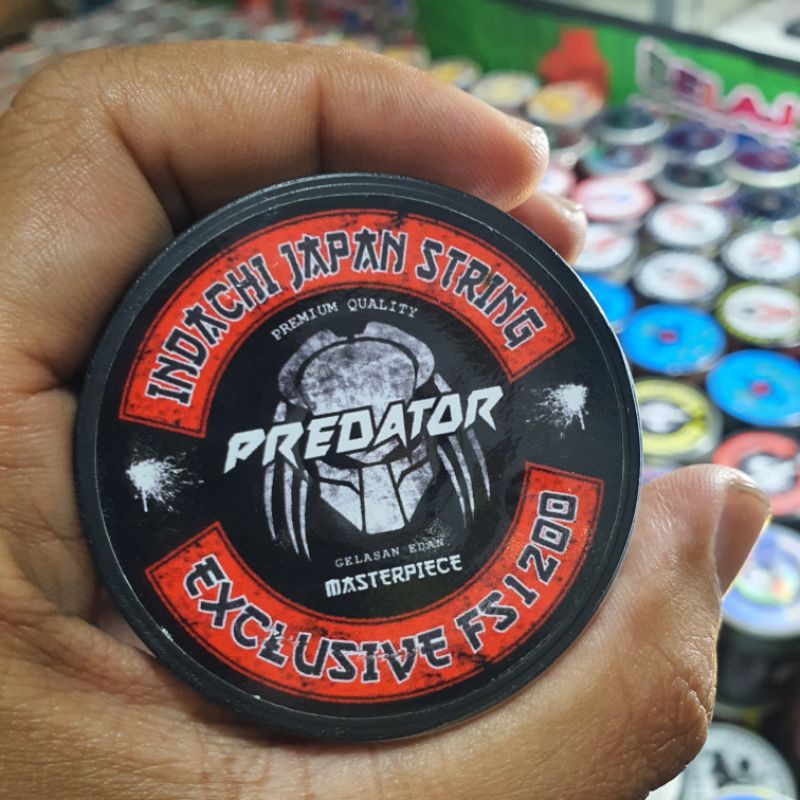 INDACHI JAPAN STRING
PREMIUM QUALITY
PREDATOR
GELASAN EDAN
MASTERPIECE
EXCLUSIVE FS1200